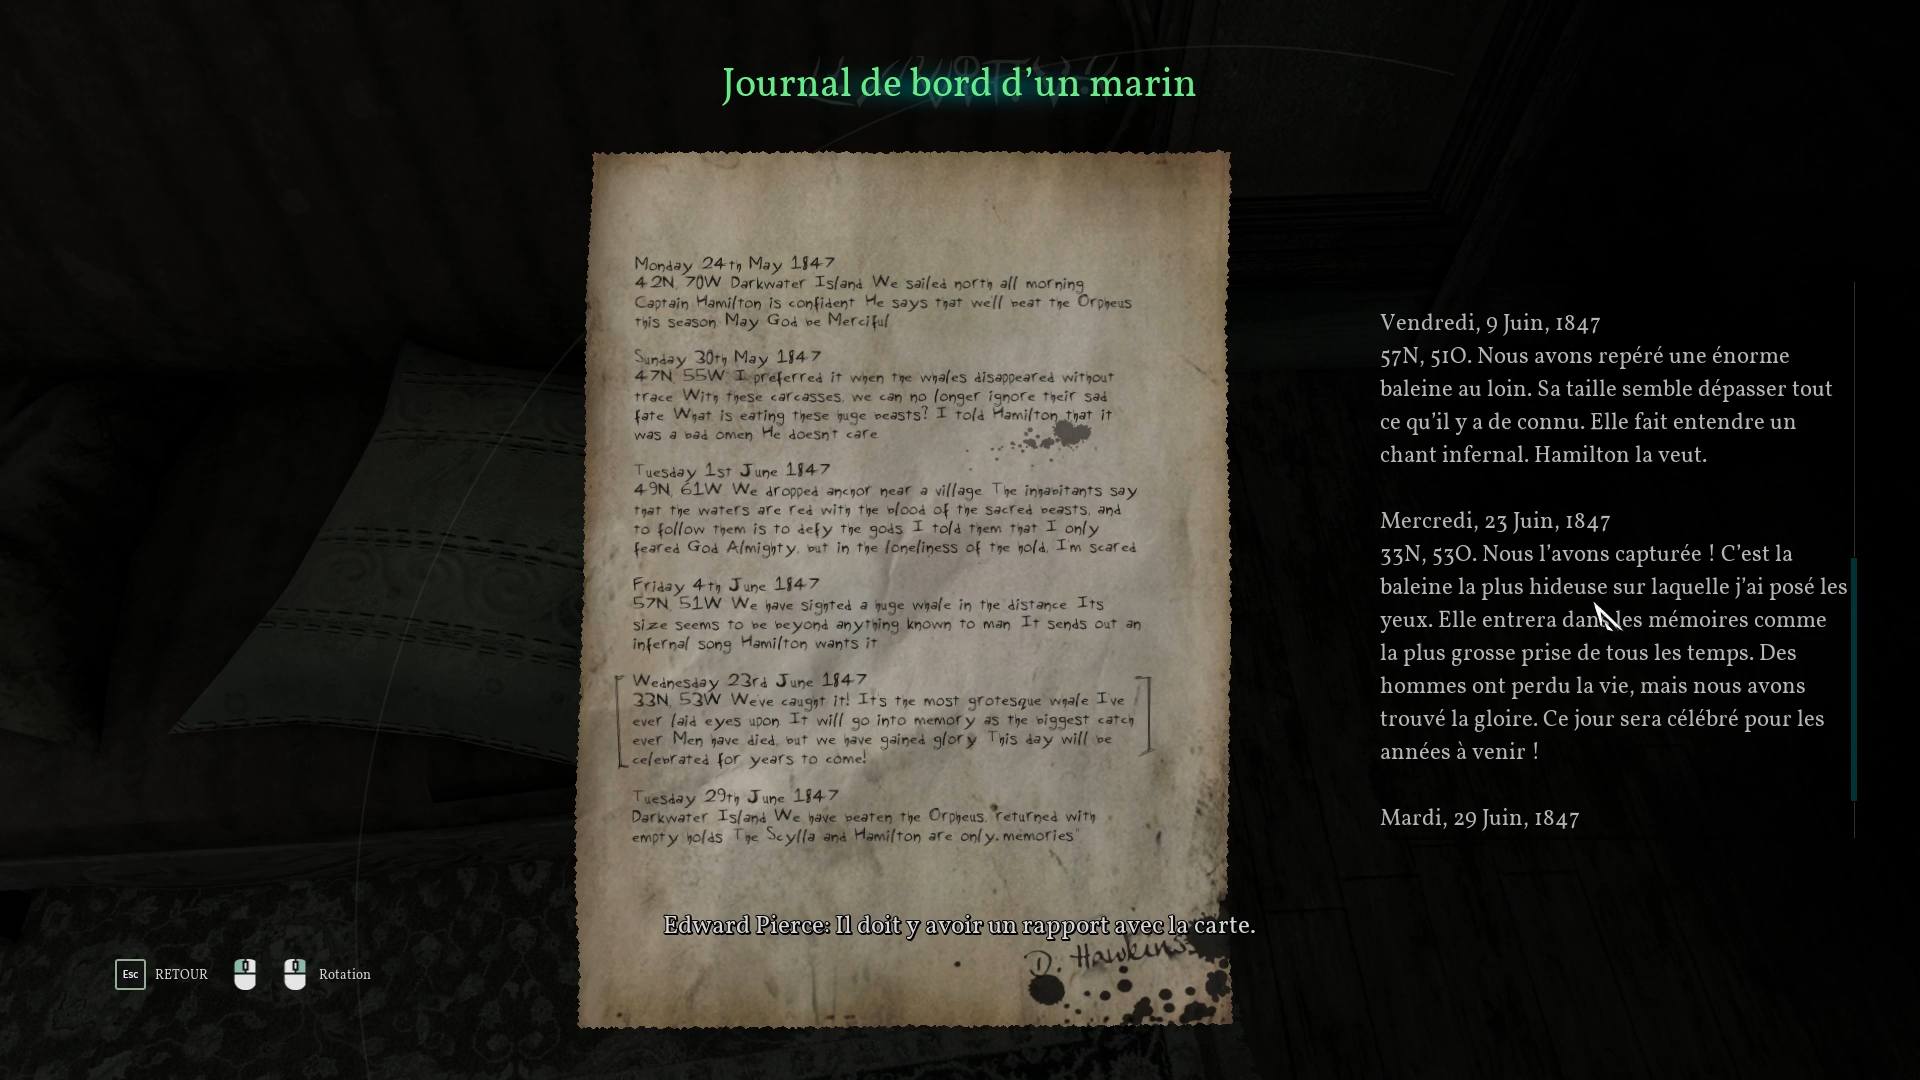 Journal de bord d’un marin
Monday 24th May 1847
42N, 70W Darkwater Island We sailed north all morning
Captain Hamilton is confident He says that we'll beat the Orpheus
this season May God be Merciful
Sunday 30th May 1847
47N 55W I preferred it when the whales disappeared without
trace With these carcasses, we can no longer ignore their sad
fate What is eating these huge beasts? I told Hamilton that it
was a bad omen He doesn't care
Tuesday 1st June 1847
49N, 61W We dropped anchor near a village The inhabitants say
that the waters are red with the blood of the sacred beasts, and
to follow them is to defy the gods I told them that I only
feared God Almighty, but in the loneliness of the hold, I'm scared
Friday 4th June 1847
57N, 51W We have sighted a huge whale in the distance Its
size seems to be beyond anything known to man It sends out an
infernal song Hamilton wants it
Wednesday 23rd June 1847
33N, 53W We've caught it! It's the most grotesque whale I've
ever laid eyes upon It will go into memory as the biggest catch
ever Men have died, but we have gained glory This day will be
celebrated for years to come!
Tuesday 29th June 1847
Darkwater Island We have beaten the Orpheus, returned with
empty holds The Scylla and Hamilton are only memories"
D. Hawkins
Vendredi, 9 Juin, 1847
57N, 51O. Nous avons repéré une énorme
baleine au loin. Sa taille semble dépasser tout
ce qu’il y a de connu. Elle fait entendre un
chant infernal. Hamilton la veut.
Mercredi, 23 Juin, 1847
33N, 53O. Nous l’avons capturée ! C’est la
baleine la plus hideuse sur laquelle j’ai posé les
yeux. Elle entrera dans les mémoires comme
la plus grosse prise de tous les temps. Des
hommes ont perdu la vie, mais nous avons
trouvé la gloire. Ce jour sera célébré pour les
années à venir !
Mardi, 29 Juin, 1847
Edward Pierce: Il doit y avoir un rapport avec la carte.
Esc RETOUR Rotation